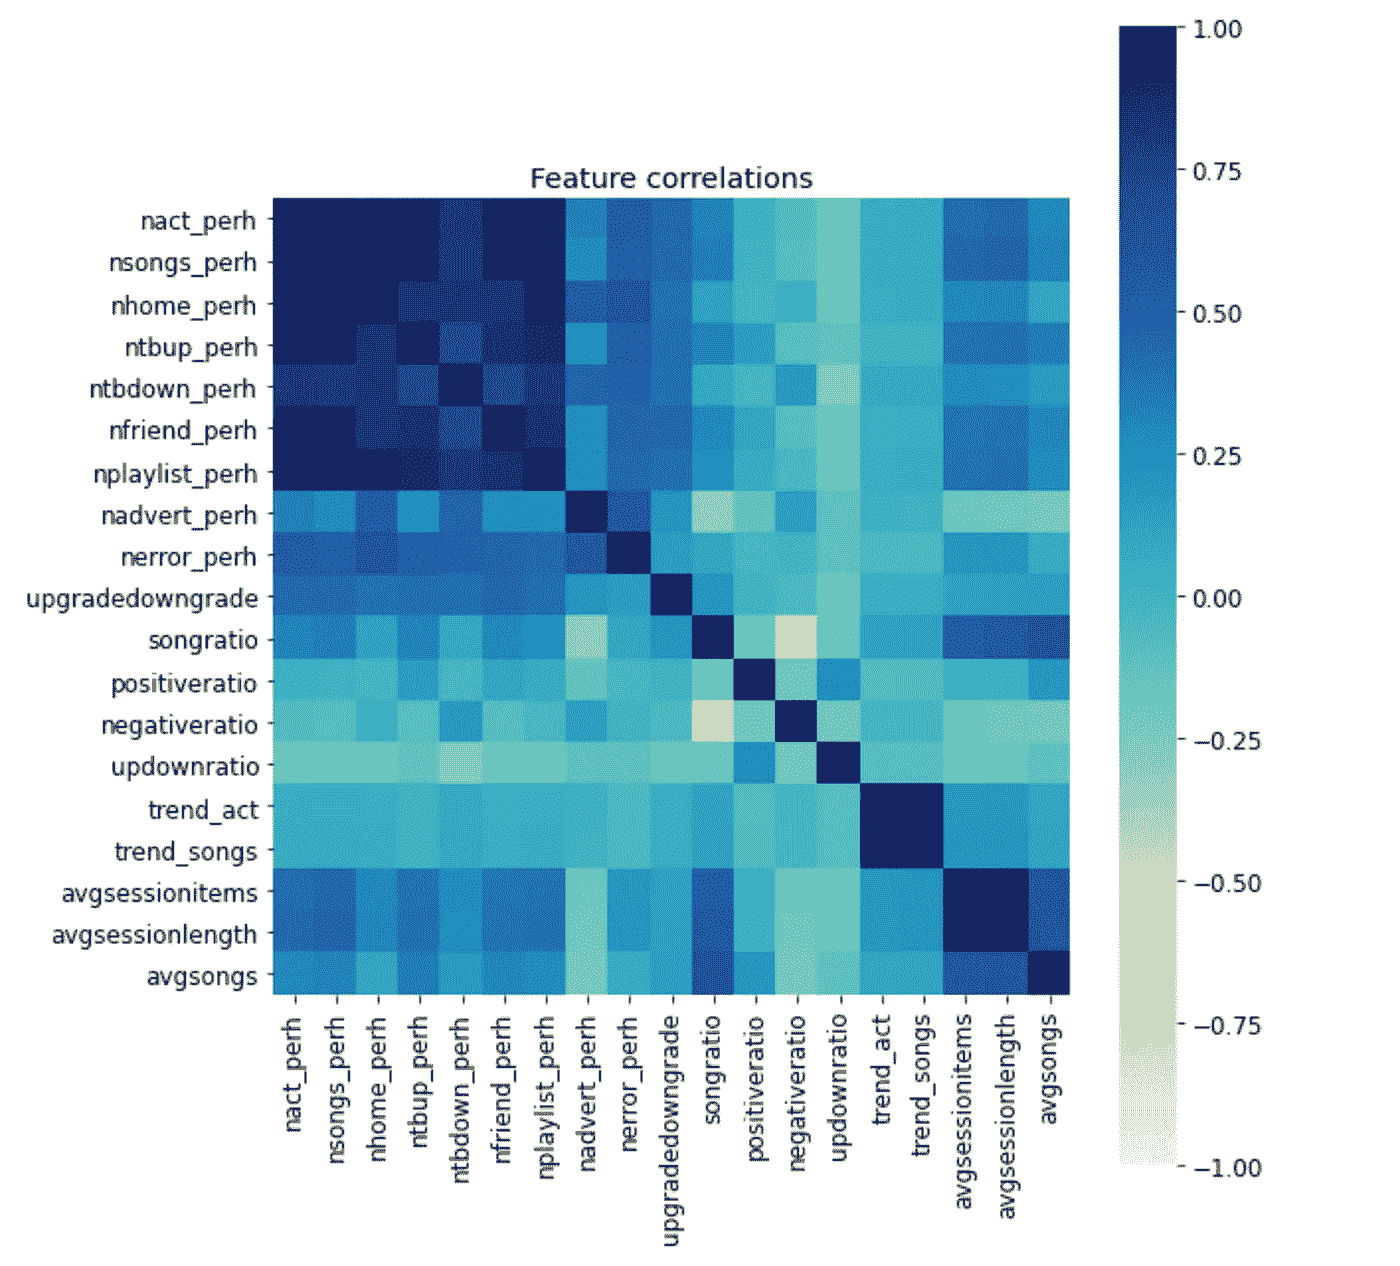 Feature correlations
nact_perh
nsongs_perh
nhome_perh
ntbup_perh
ntbdown_perh
nfriend_perh
nplaylist_perh
nadvert_perh
nerror_perh
upgradedowngrade
songratio
positiveratio
negativeratio
updownratio
trend_act
trend_songs
avgsessionitems
avgsessionlength
avgsongs
nact_perh
nsongs_perh
nhome_perh
ntbup_perh
ntbdown_perh
nfriend_perh
nplaylist_perh
nadvert_perh
nerror_perh
upgradedowngrade
songratio
positiveratio
negativeratio
updownratio
trend_act
trend_songs
avgsessionitems
avgsessionlength
avgsongs
1.00
0.75
0.50
0.25
0.00
−0.25
−0.50
−0.75
−1.00